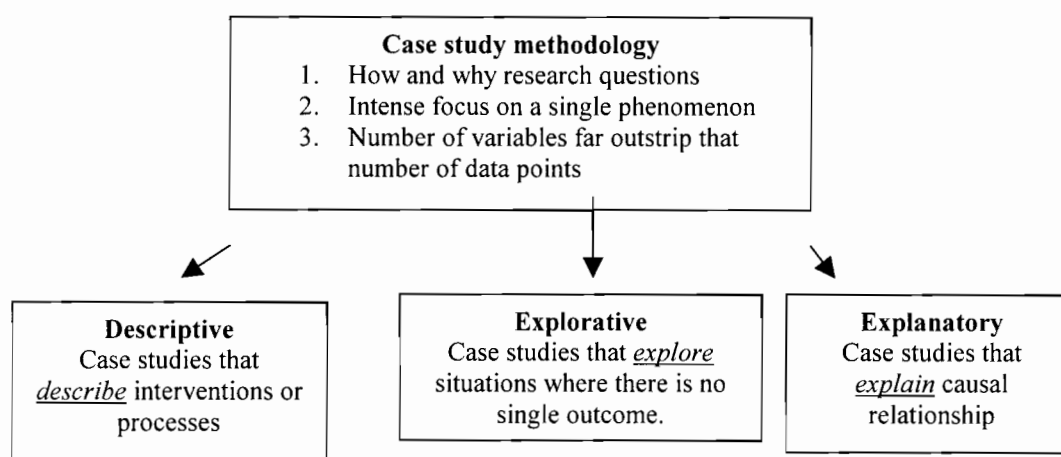 Case study methodology
1. How and why research questions
2. Intense focus on a single phenomenon
3. Number of variables far outstrip that
number of data points
Descriptive
Case studies that
describe interventions or
processes
Explorative
Case studies that explore
situations where there is no
single outcome.
Explanatory
Case studies that
explain causal
relationship